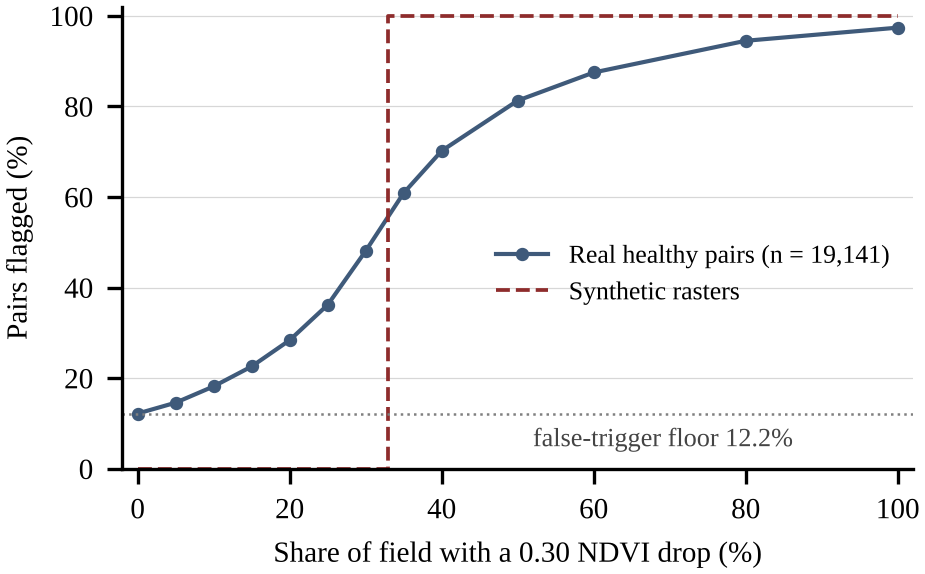 100
80
60
40
20
0
Pairs flagged (%)
Real healthy pairs (n = 19,141)
Synthetic rasters
false-trigger floor 12.2%
0 20 40 60 80 100
Share of field with a 0.30 NDVI drop (%)